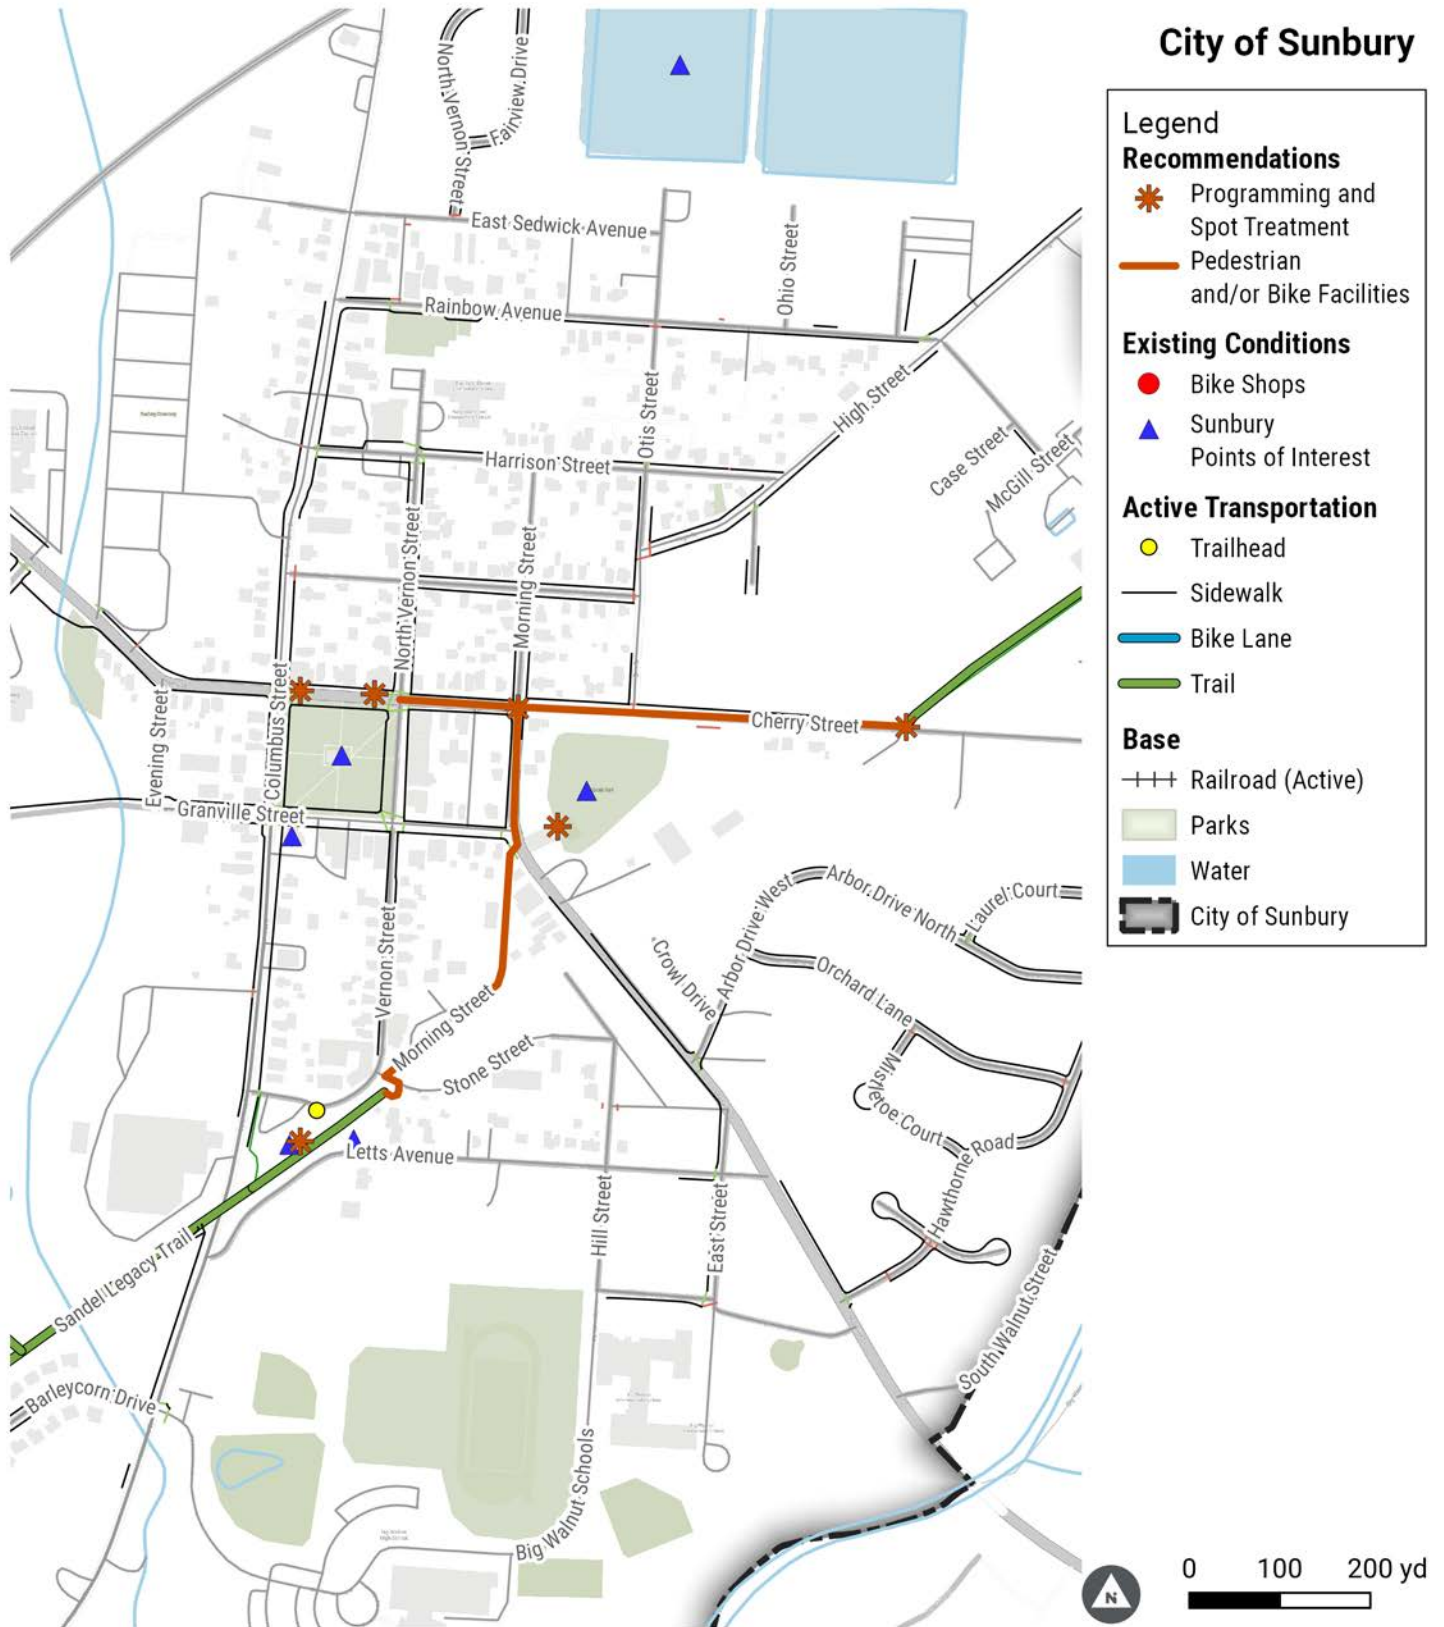 City of Sunbury
Legend
Recommendations
Programming and
Spot Treatment
Pedestrian
and/or Bike Facilities
Existing Conditions
Bike Shops
Sunbury
Points of Interest
Active Transportation
Trailhead
Sidewalk
Bike Lane
Trail
Base
Railroad (Active)
Parks
Water
City of Sunbury
North Vernon Street
Fairview Drive
East Sedwick Avenue
Ohio Street
Rainbow Avenue
Otis Street
High Street
Harrison Street
Case Street
McGill Street
North Vernon Street
Morning Street
Columbus Street
Evening Street
Cherry Street
Granville Street
Vernon Street
Arbor Drive West
Arbor Drive North
Laurel Court
Crowl Drive
Orchard Lane
Morning Street
Stone Street
Mistletoe Court
Letts Avenue
Hawthorne Road
Hill Street
East Street
Sandel Legacy Trail
South Walnut Street
Barleycorn Drive
Big Walnut Schools
N
0 100 200 yd